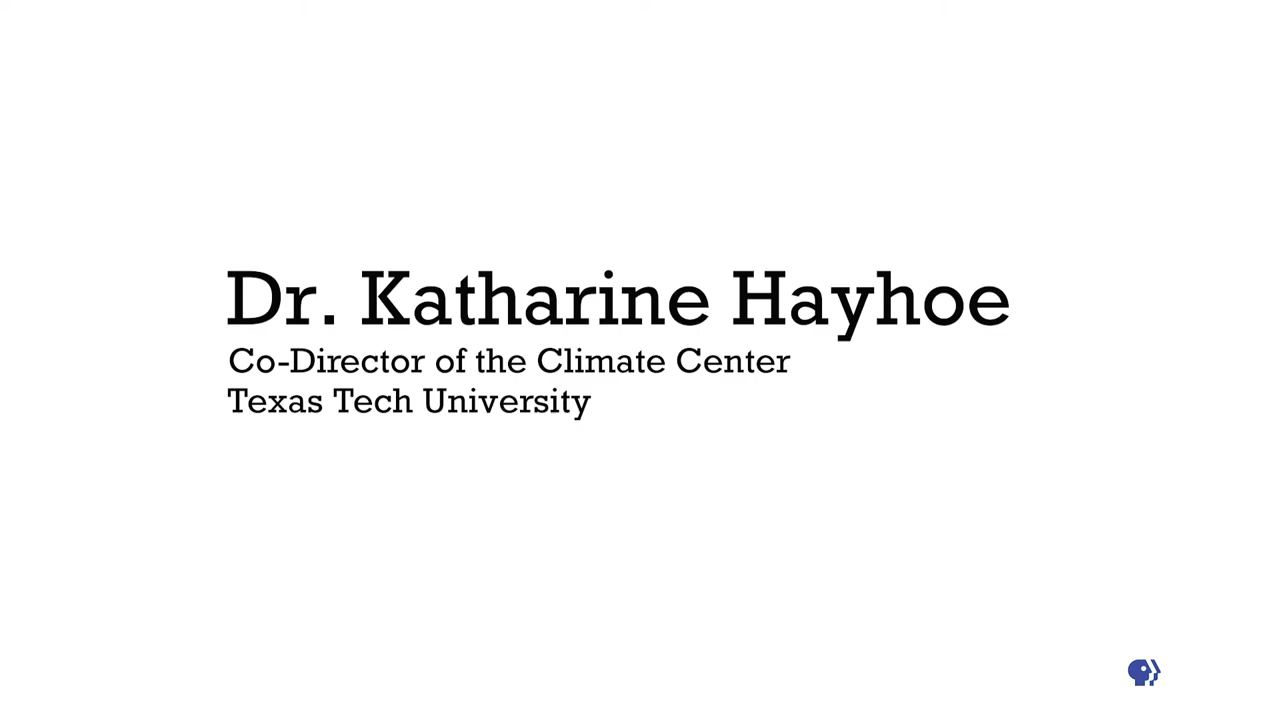 Dr. Katharine Hayhoe
Co-Director of the Climate Center
Texas Tech University